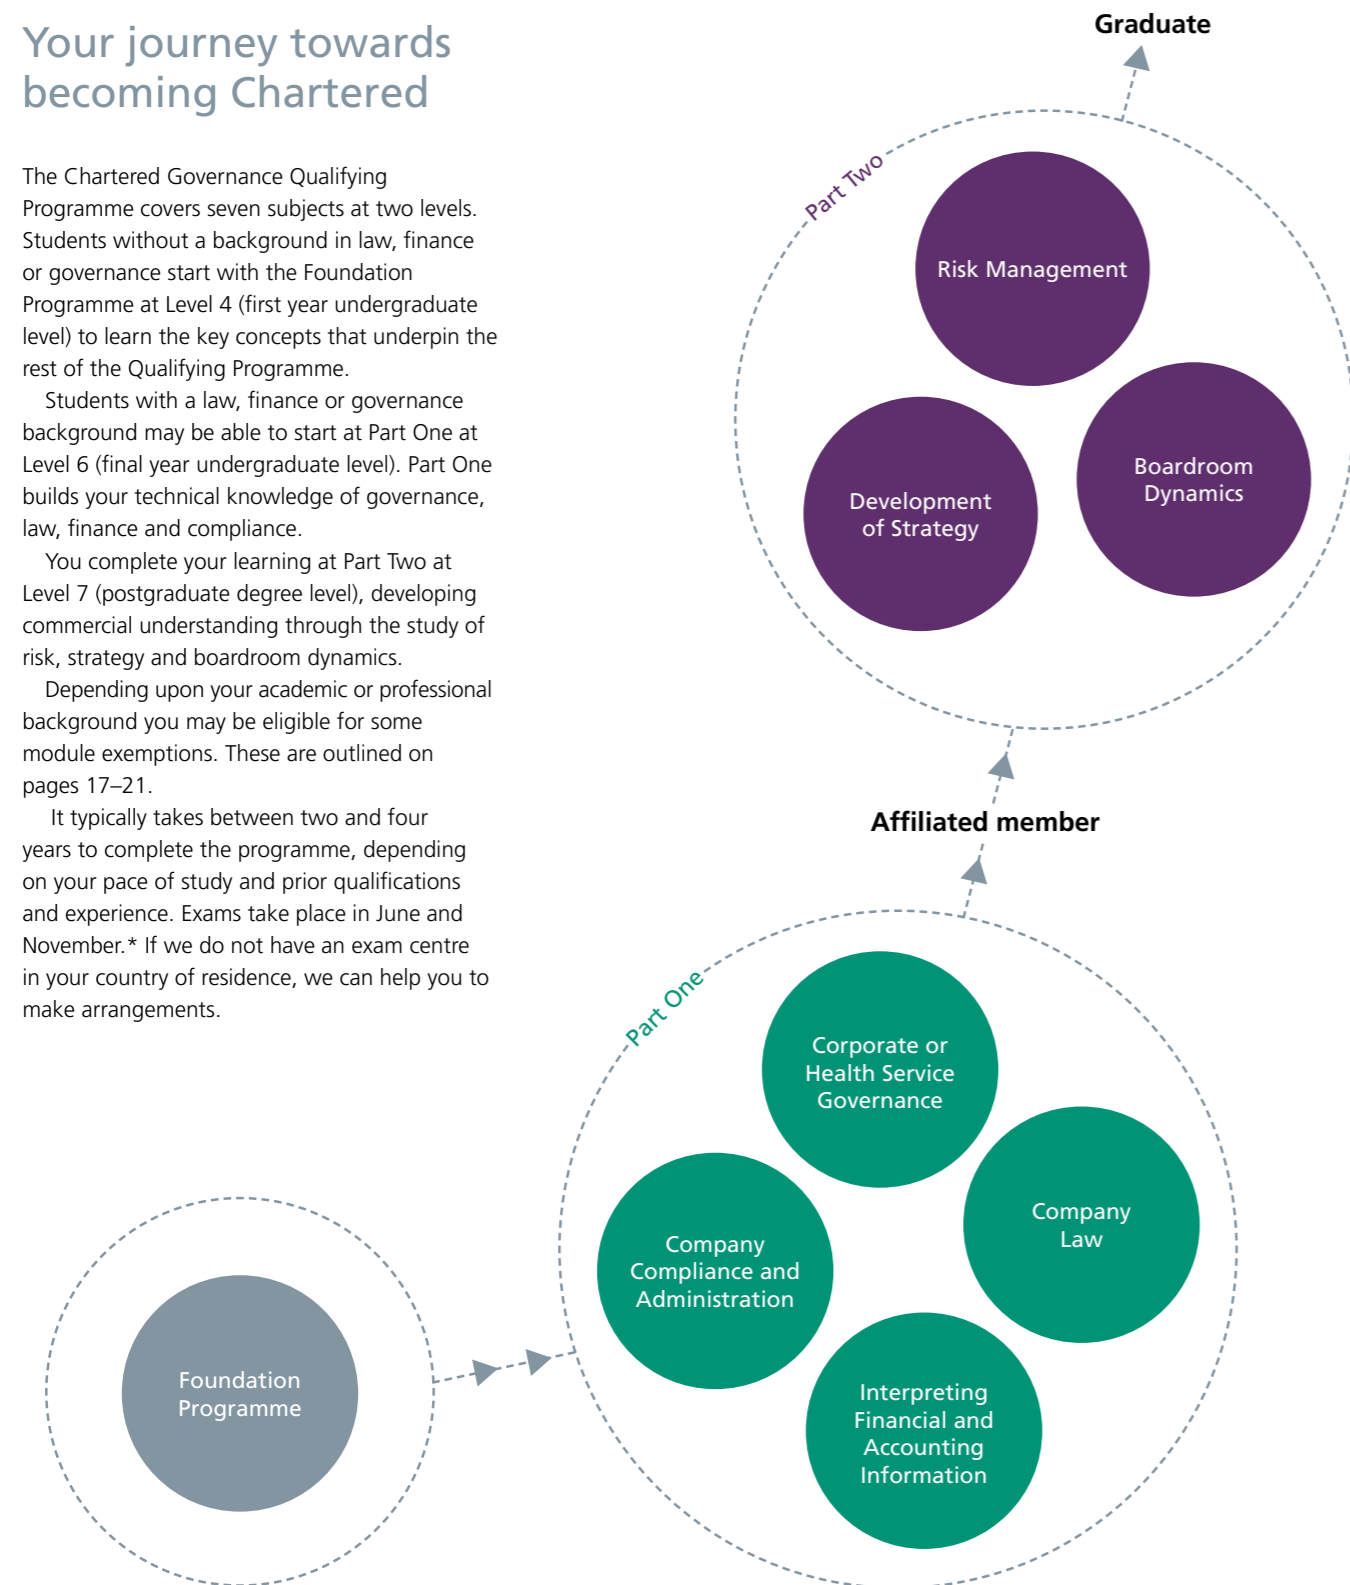 Your journey towards
becoming Chartered
The Chartered Governance Qualifying
Programme covers seven subjects at two levels.
Students without a background in law, finance
or governance start with the Foundation
Programme at Level 4 (first year undergraduate
level) to learn the key concepts that underpin the
rest of the Qualifying Programme.
Students with a law, finance or governance
background may be able to start at Part One at
Level 6 (final year undergraduate level). Part One
builds your technical knowledge of governance,
law, finance and compliance.
You complete your learning at Part Two at
Level 7 (postgraduate degree level), developing
commercial understanding through the study of
risk, strategy and boardroom dynamics.
Depending upon your academic or professional
background you may be eligible for some
module exemptions. These are outlined on
pages 17–21.
It typically takes between two and four
years to complete the programme, depending
on your pace of study and prior qualifications
and experience. Exams take place in June and
November.* If we do not have an exam centre
in your country of residence, we can help you to
make arrangements.
Graduate
Part Two
Risk Management
Boardroom
Dynamics
Development
of Strategy
Affiliated member
Part One
Corporate or
Health Service
Governance
Company
Law
Company
Compliance and
Administration
Interpreting
Financial and
Accounting
Information
Foundation
Programme